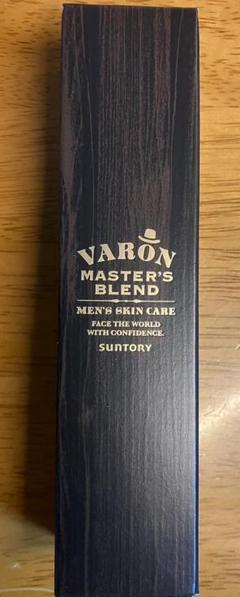 VARON
MASTER'S
BLEND
MEN'S SKIN CARE
FACE THE WORLD
WITH CONFIDENCE.
SUNTORY